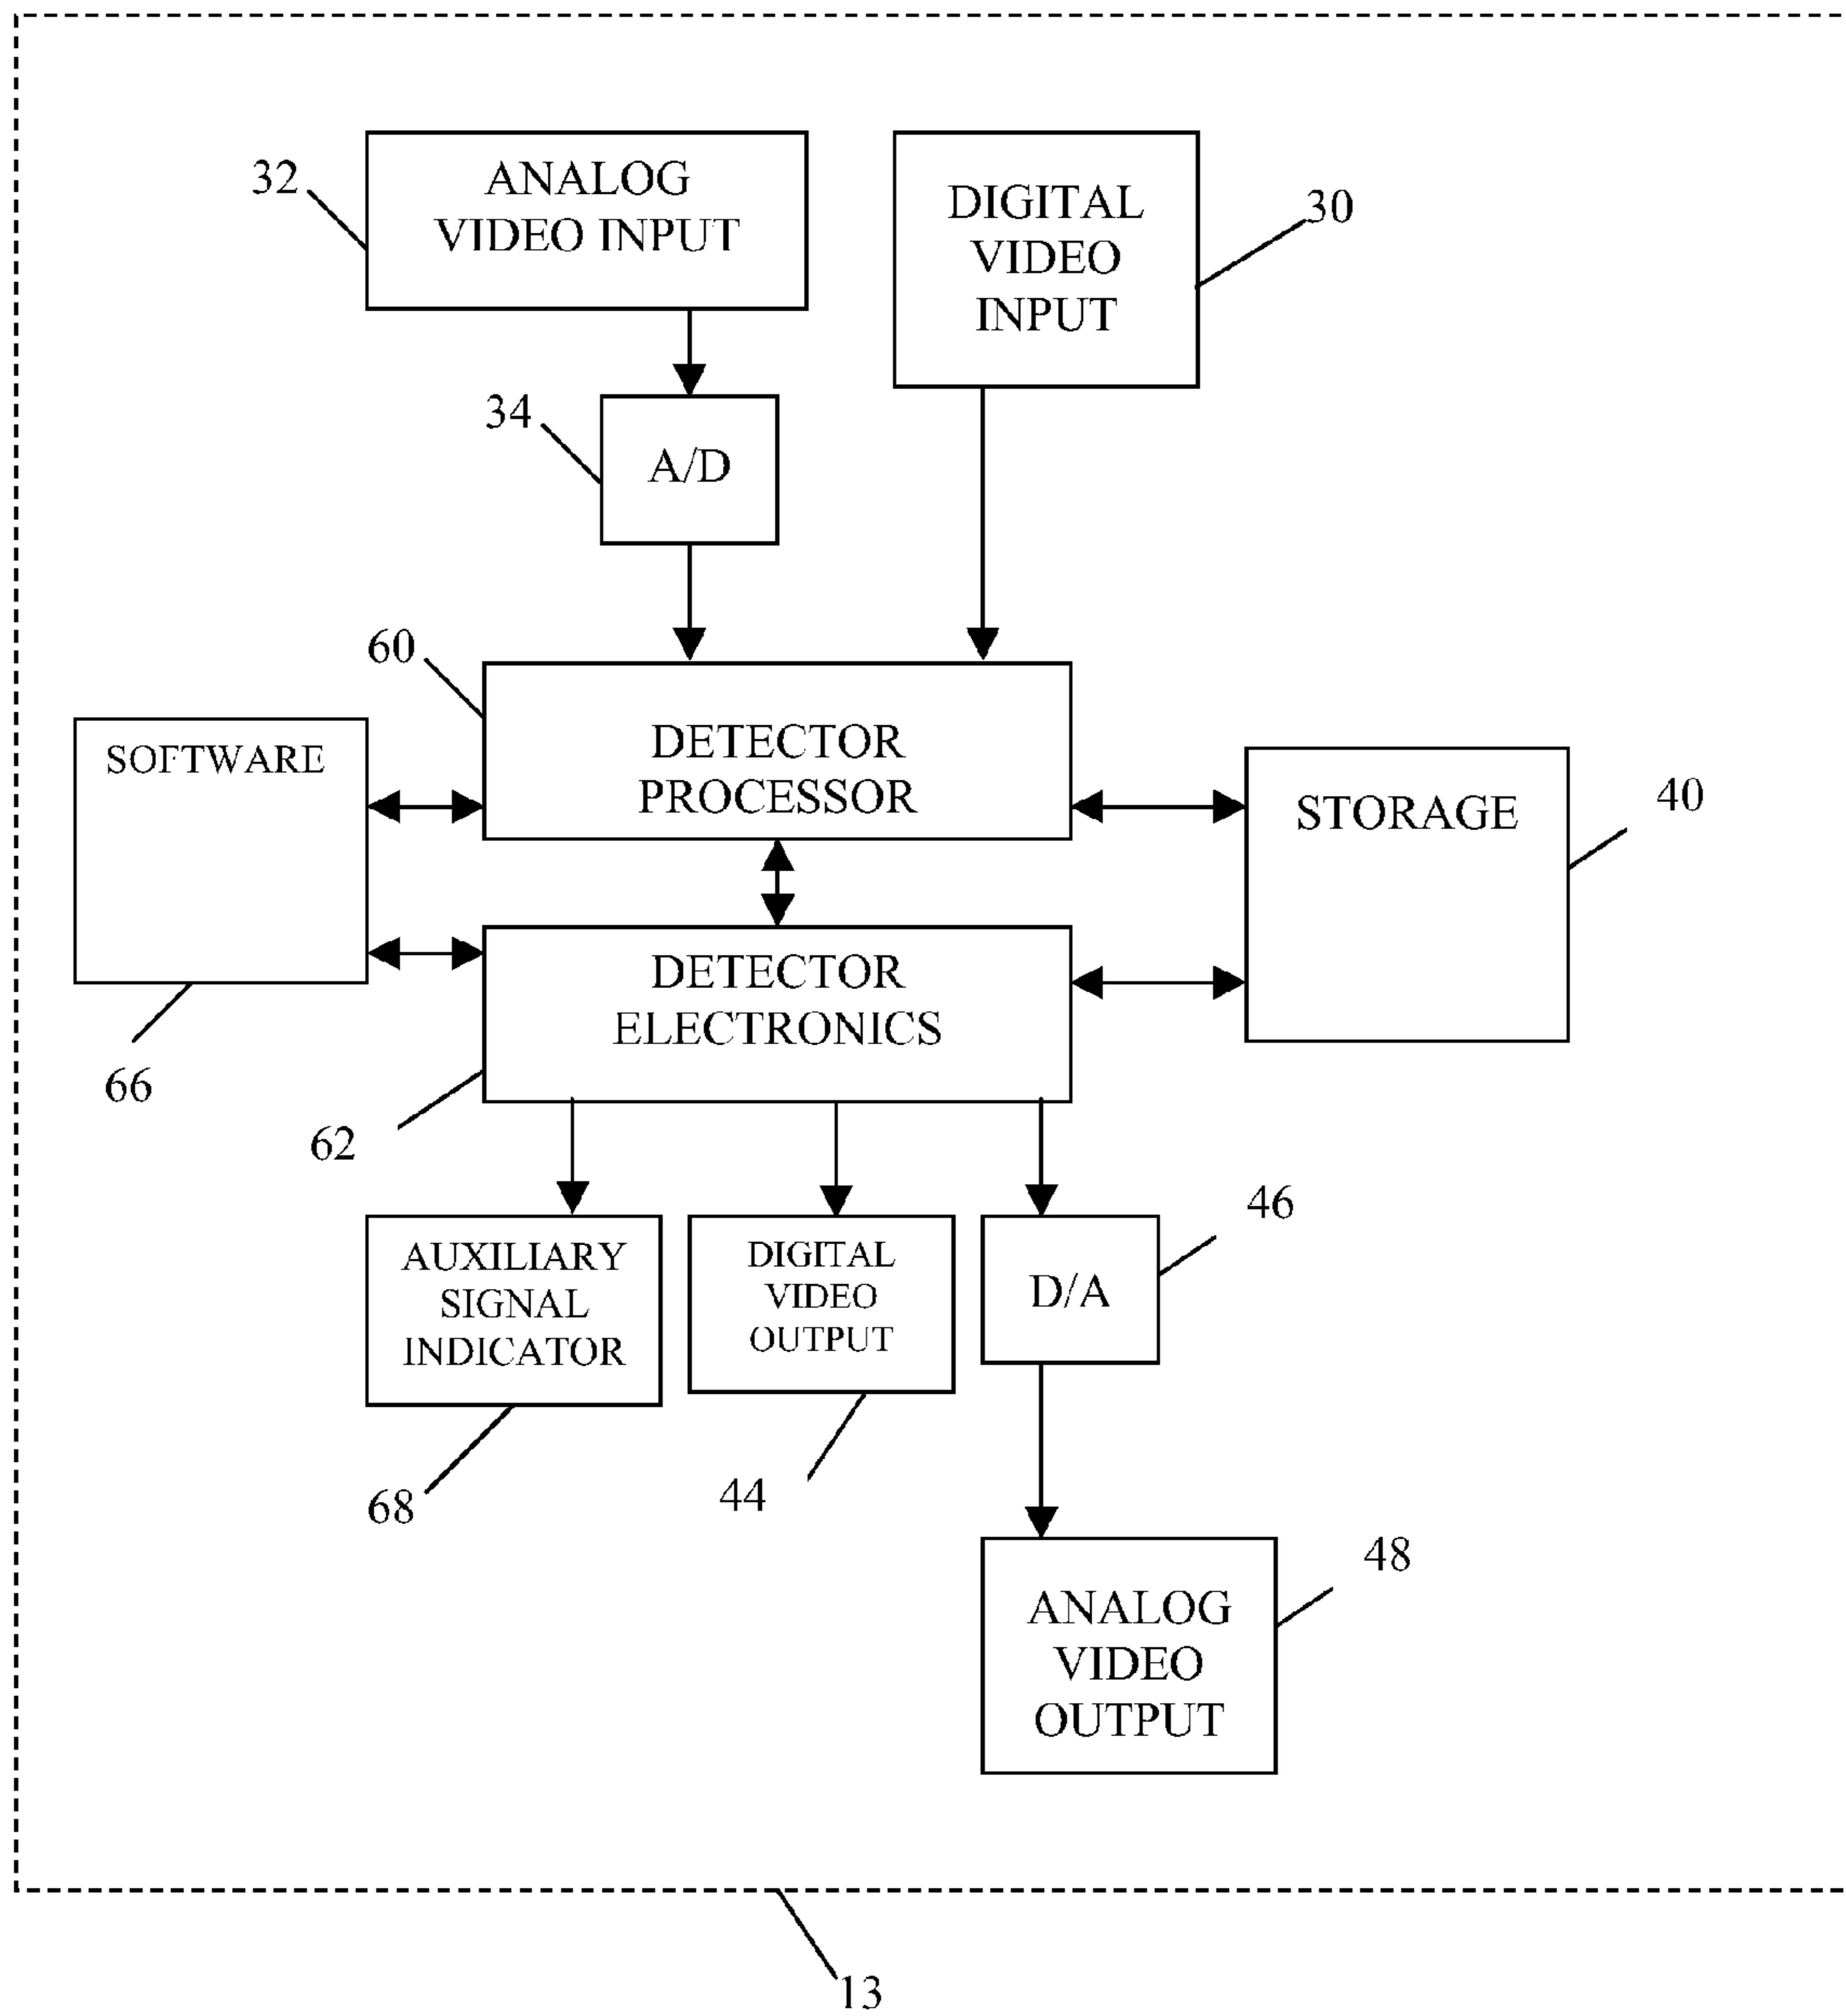 32
ANALOG
VIDEO INPUT
DIGITAL
VIDEO
INPUT
30
34
A/D
60
DETECTOR
PROCESSOR
SOFTWARE
STORAGE
40
DETECTOR
ELECTRONICS
66
62
AUXILIARY
SIGNAL
INDICATOR
DIGITAL
VIDEO
OUTPUT
D/A
46
68
44
ANALOG
VIDEO
OUTPUT
48
13